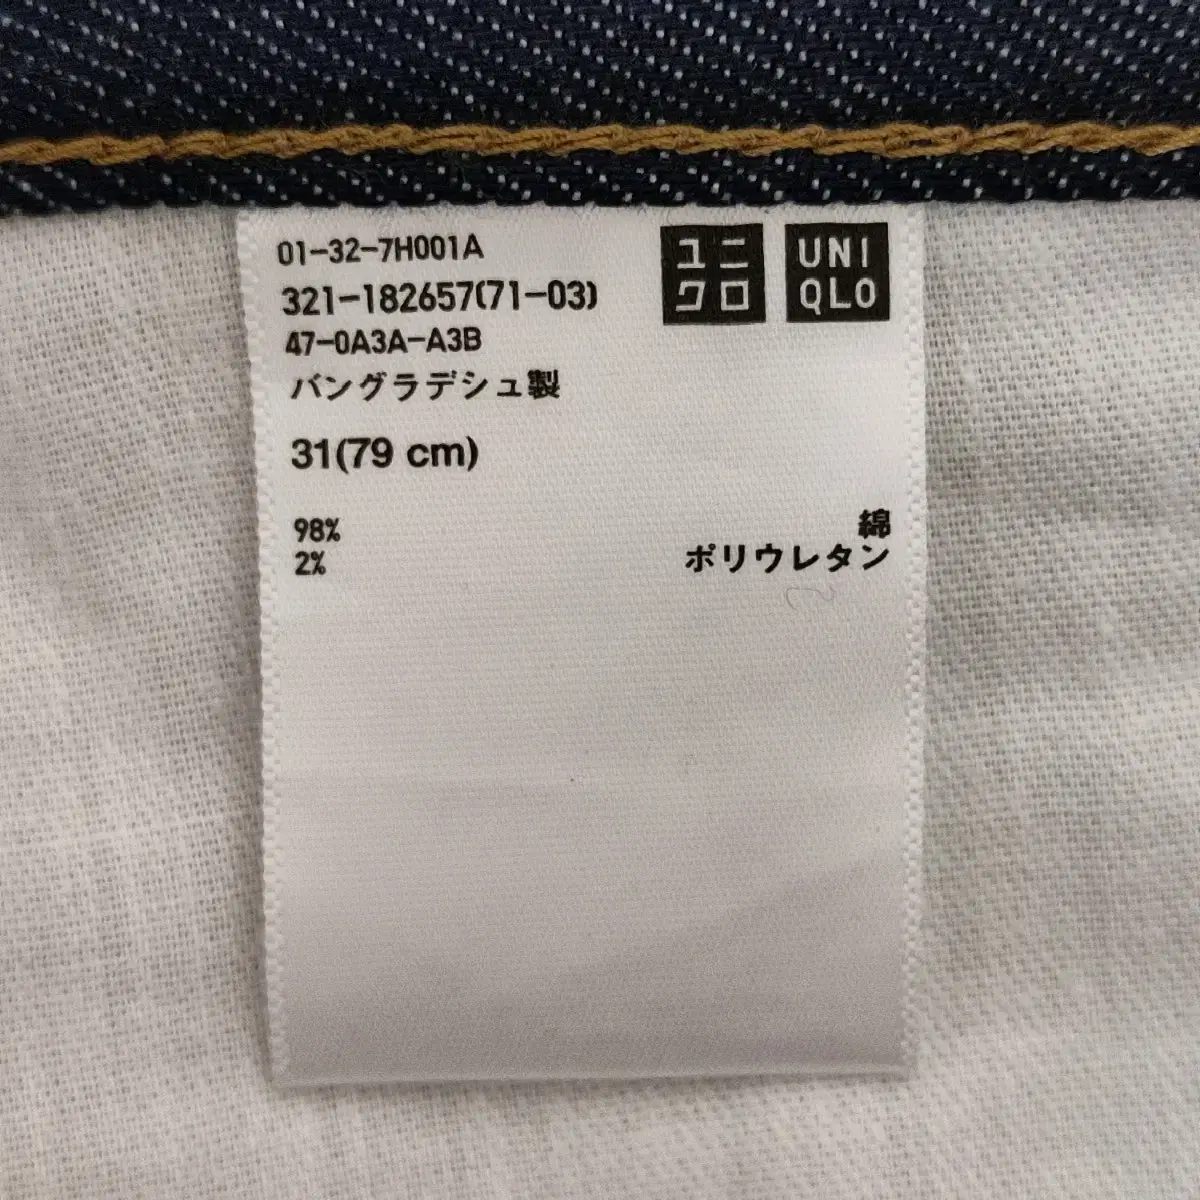 01-32-7H001A
321-182657(71-03)
47-0A3A-A3B
バングラデシュ製
ユニ
クロ
UNI
QLO
31(79 cm)
98% 綿
2% ポリウレタン